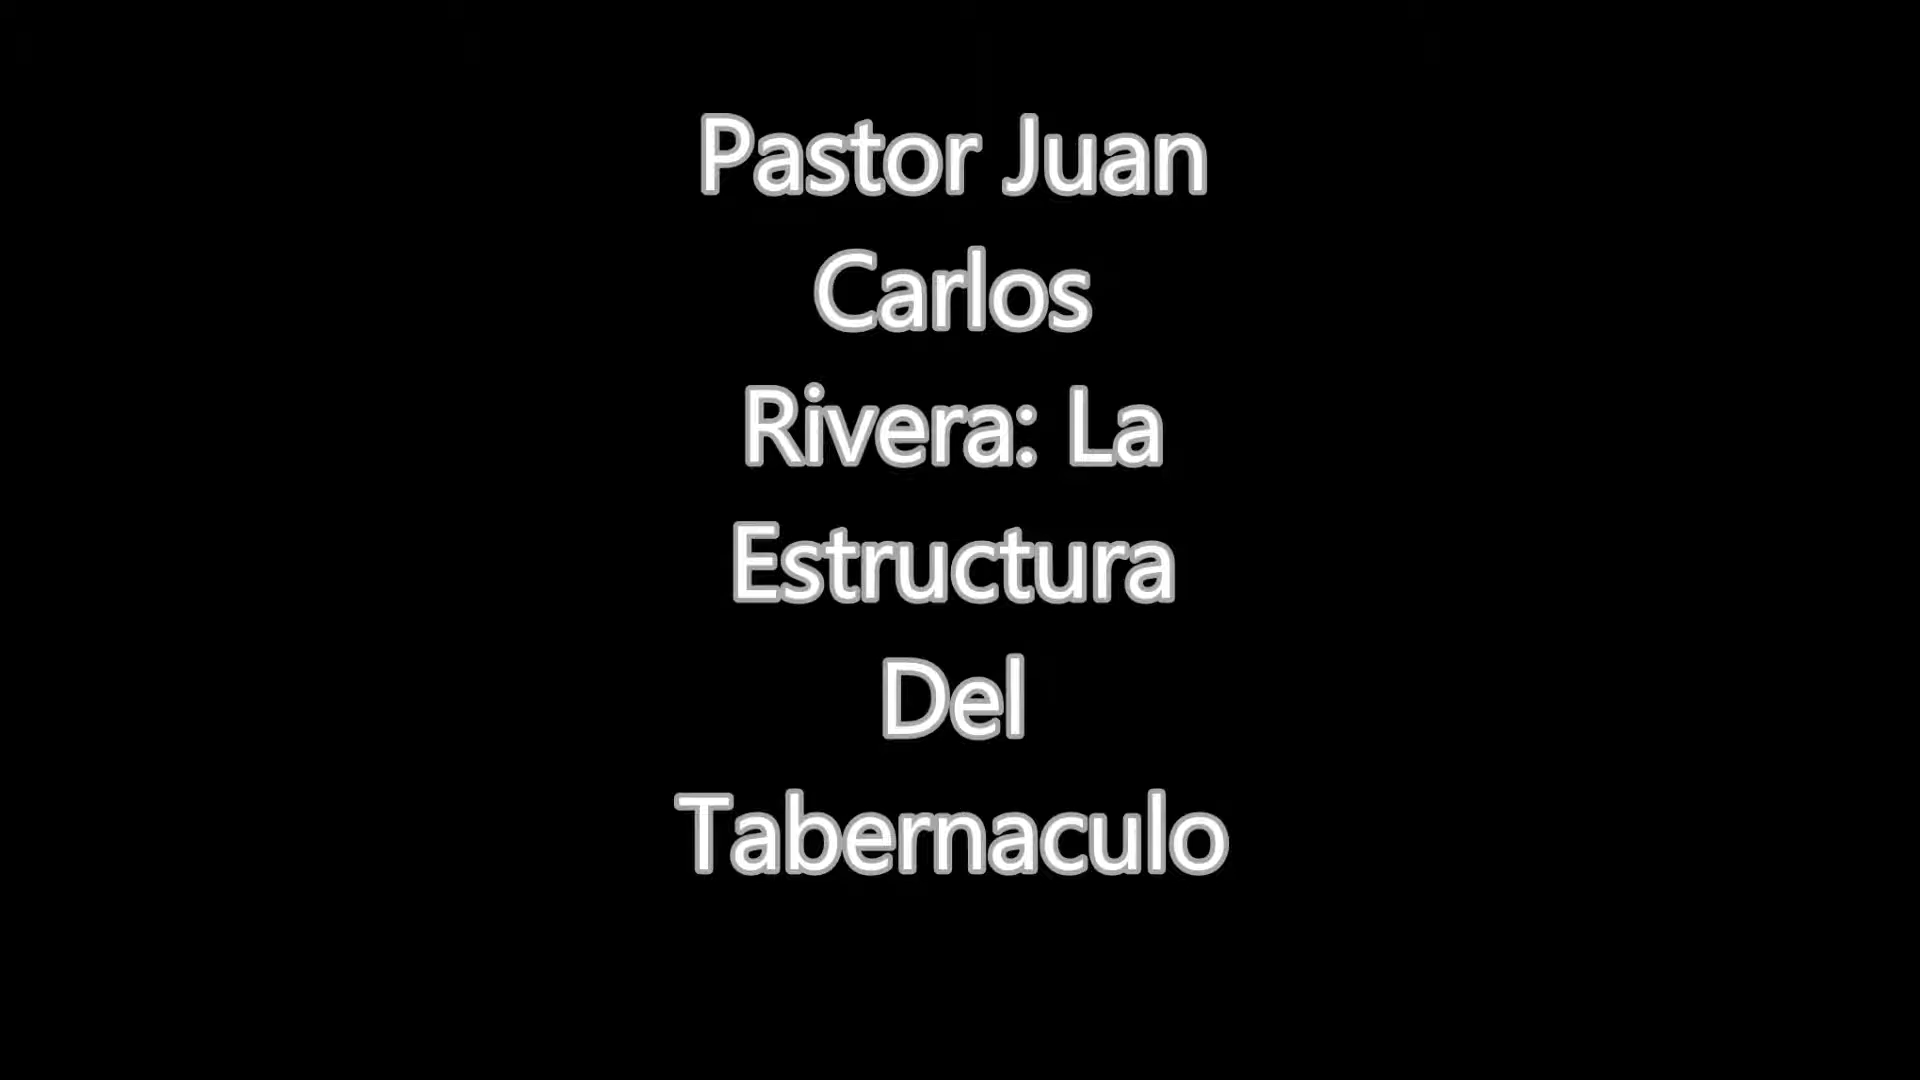 Pastor Juan
Carlos
Rivera: La
Estructura
Del
Tabernaculo